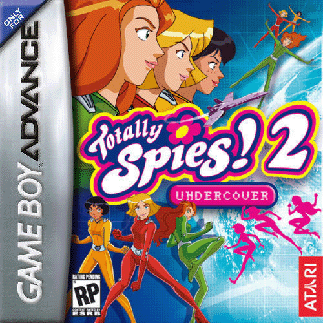 ONLY
FOR
GAME BOY ADVANCE
Totally
Spies! 2
UNDERCOVER
RATING PENDING
RP
ATARI